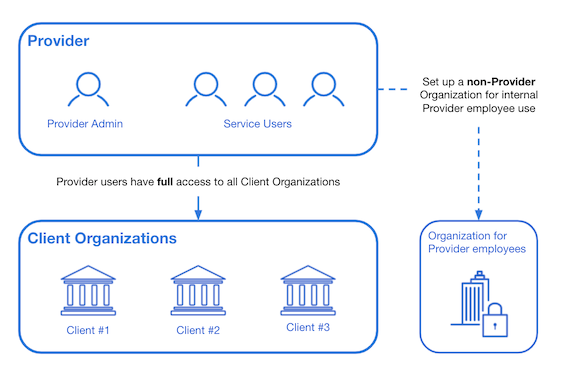 Provider
Provider Admin
Service Users
Set up a non-Provider
Organization for internal
Provider employee use
Provider users have full access to all Client Organizations
Client Organizations
Client #1
Client #2
Client #3
Organization for
Provider employees